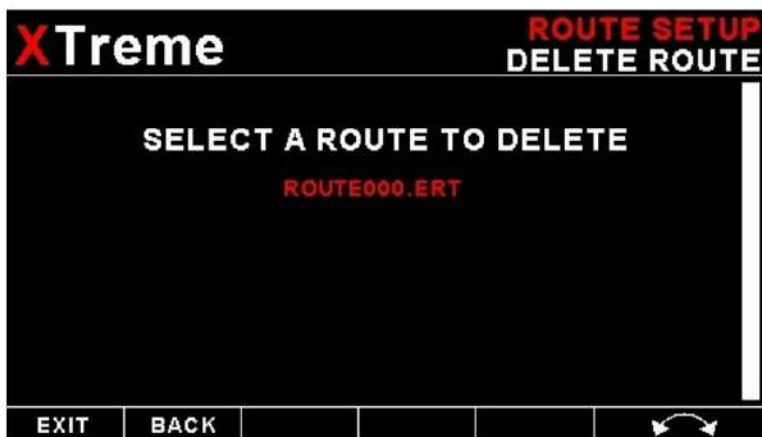 XTreme
ROUTE SETUP
DELETE ROUTE
SELECT A ROUTE TO DELETE
ROUTE000.ERT
EXIT BACK